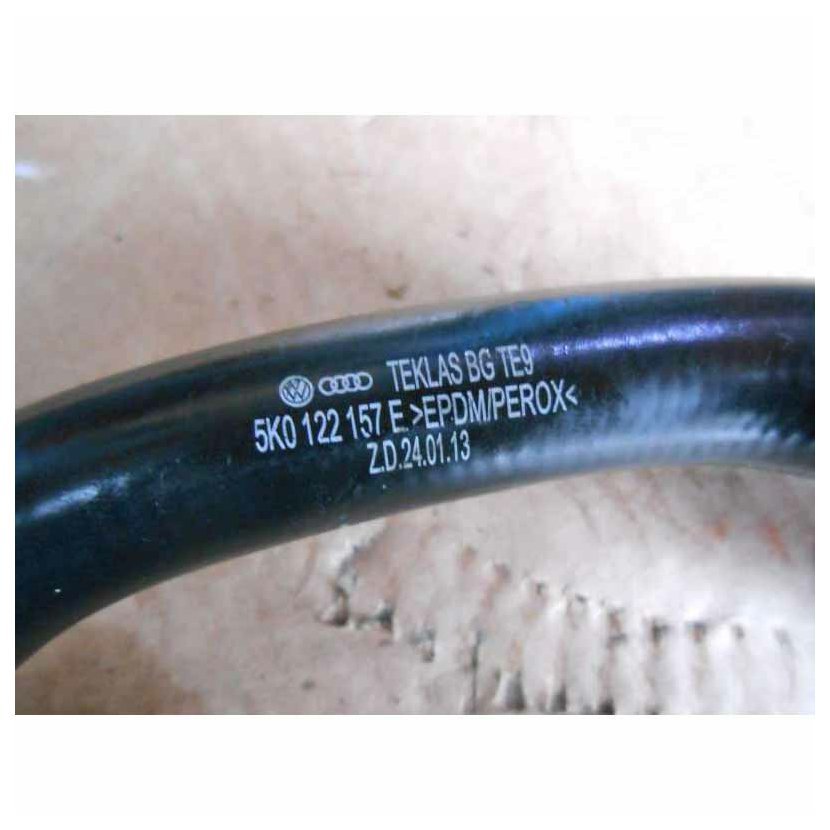 TEKLAS BG TE9
5K0 122 157 E >EPDM/PEROX<
Z.D.24.01.13